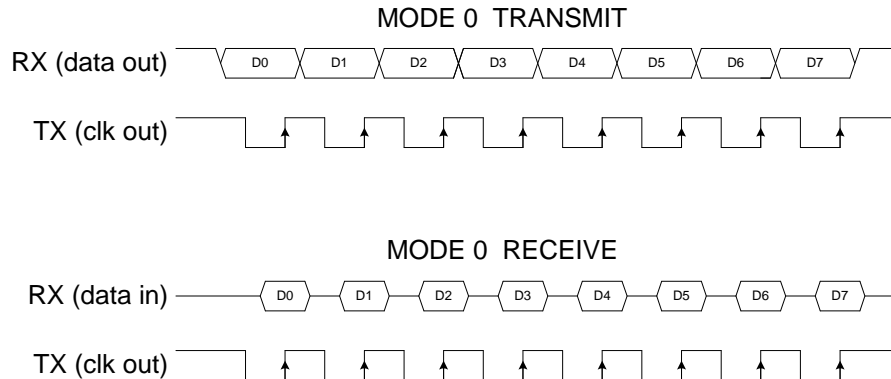 MODE 0 TRANSMIT
RX (data out) D0 D1 D2 D3 D4 D5 D6 D7
TX (clk out)
MODE 0 RECEIVE
RX (data in) D0 D1 D2 D3 D4 D5 D6 D7
TX (clk out)